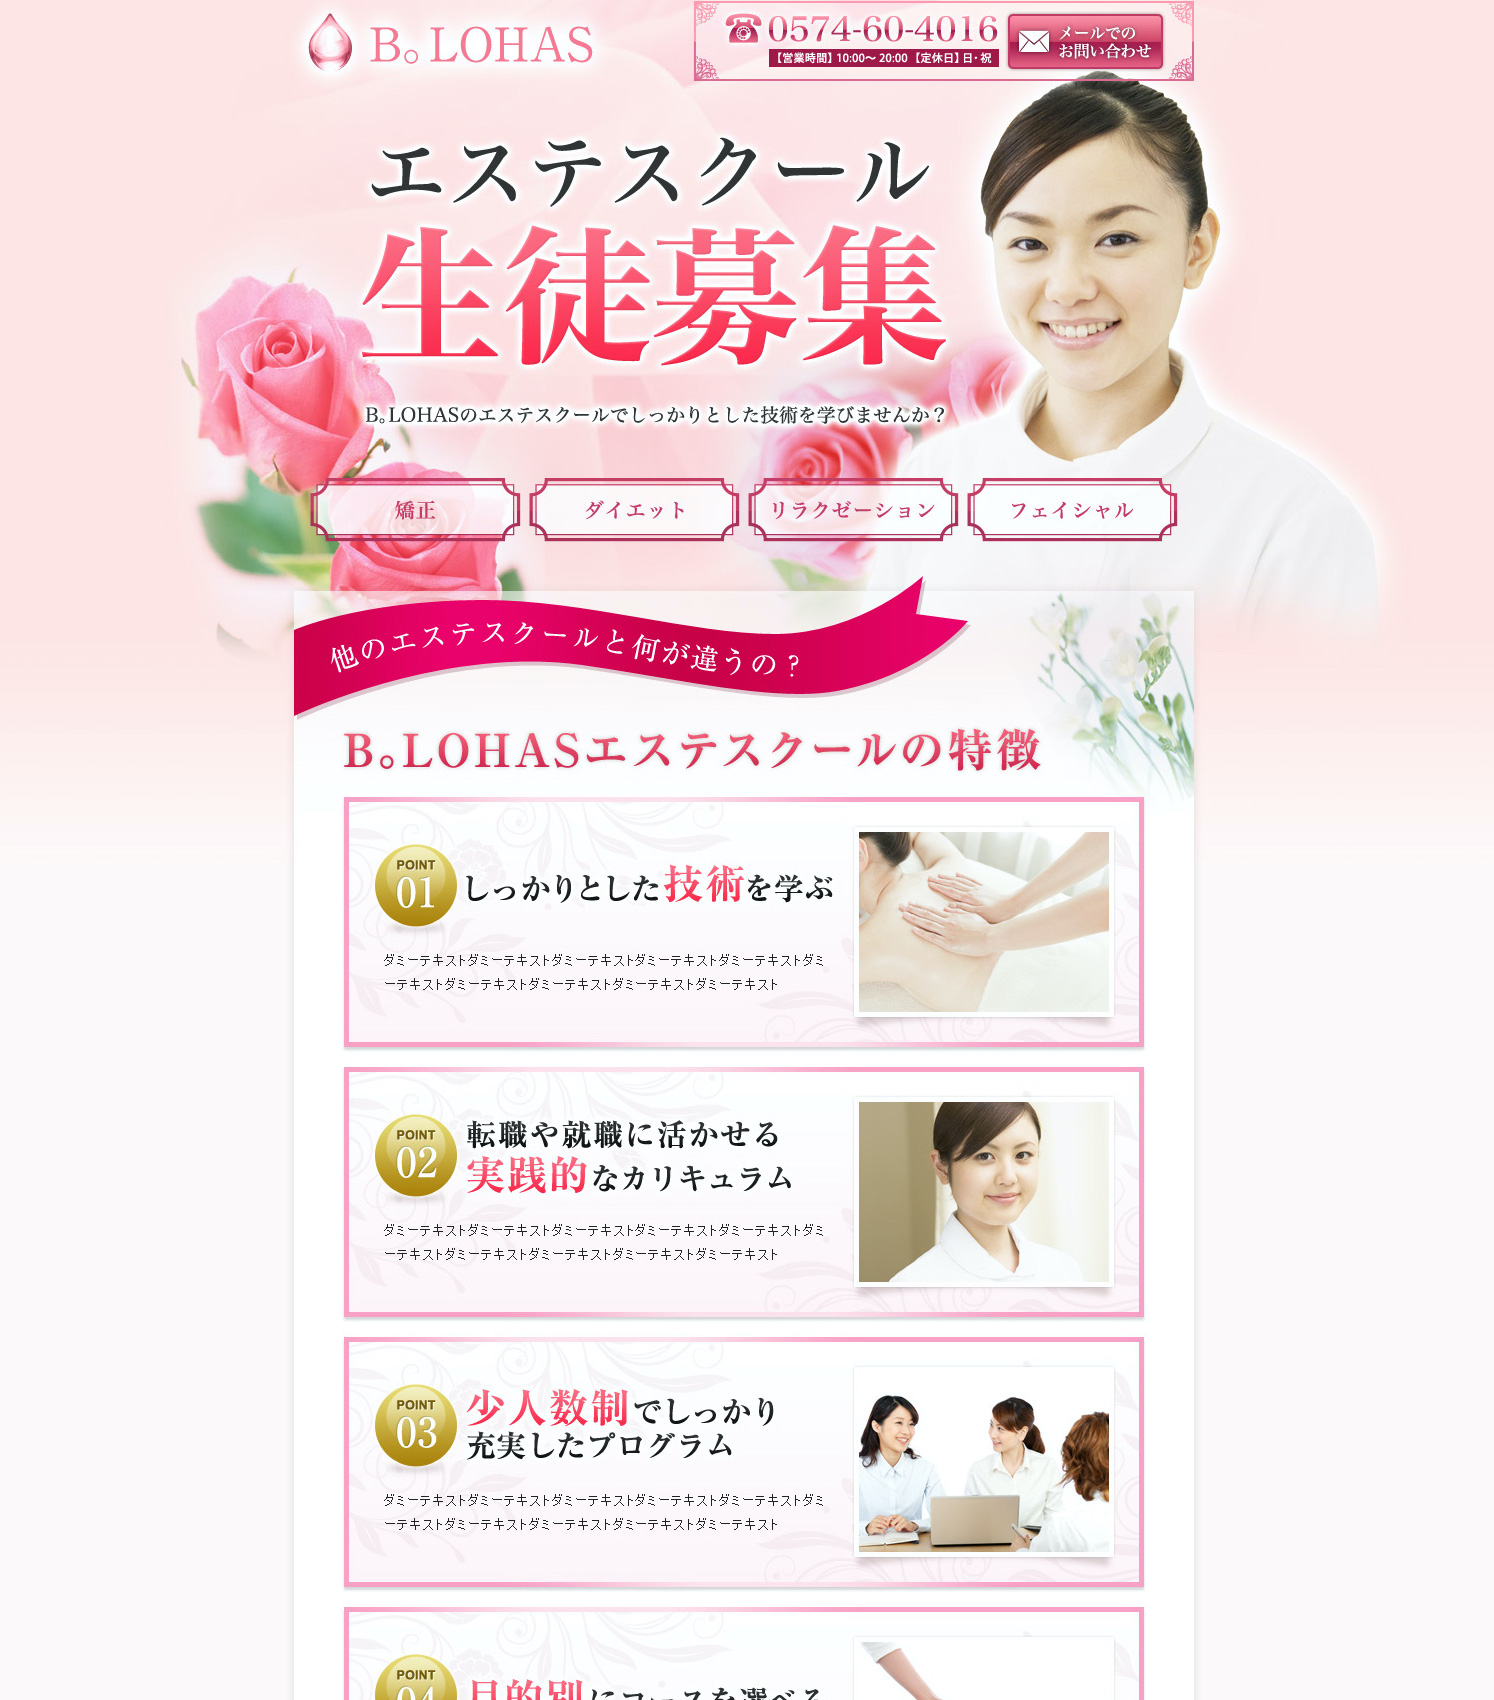 B。LOHAS
0574-60-4016
【営業時間】10:00〜20:00 【定休日】日・祝
メールでの
お問い合わせ
エステスクール
生徒募集
B。LOHASのエステスクールでしっかりとした技術を学びませんか？
矯正
ダイエット
リラクゼーション
フェイシャル
他のエステスクールと何が違うの？
B。LOHASエステスクールの特徴
POINT
01
しっかりとした技術を学ぶ
ダミーテキストダミーテキストダミーテキストダミーテキストダミーテキストダミ
ーテキストダミーテキストダミーテキストダミーテキストダミーテキスト
POINT
02
転職や就職に活かせる
実践的なカリキュラム
ダミーテキストダミーテキストダミーテキストダミーテキストダミーテキストダミ
ーテキストダミーテキストダミーテキストダミーテキストダミーテキスト
POINT
03
少人数制でしっかり
充実したプログラム
ダミーテキストダミーテキストダミーテキストダミーテキストダミーテキストダミ
ーテキストダミーテキストダミーテキストダミーテキストダミーテキスト
POINT
04
目的別にコースを選べる